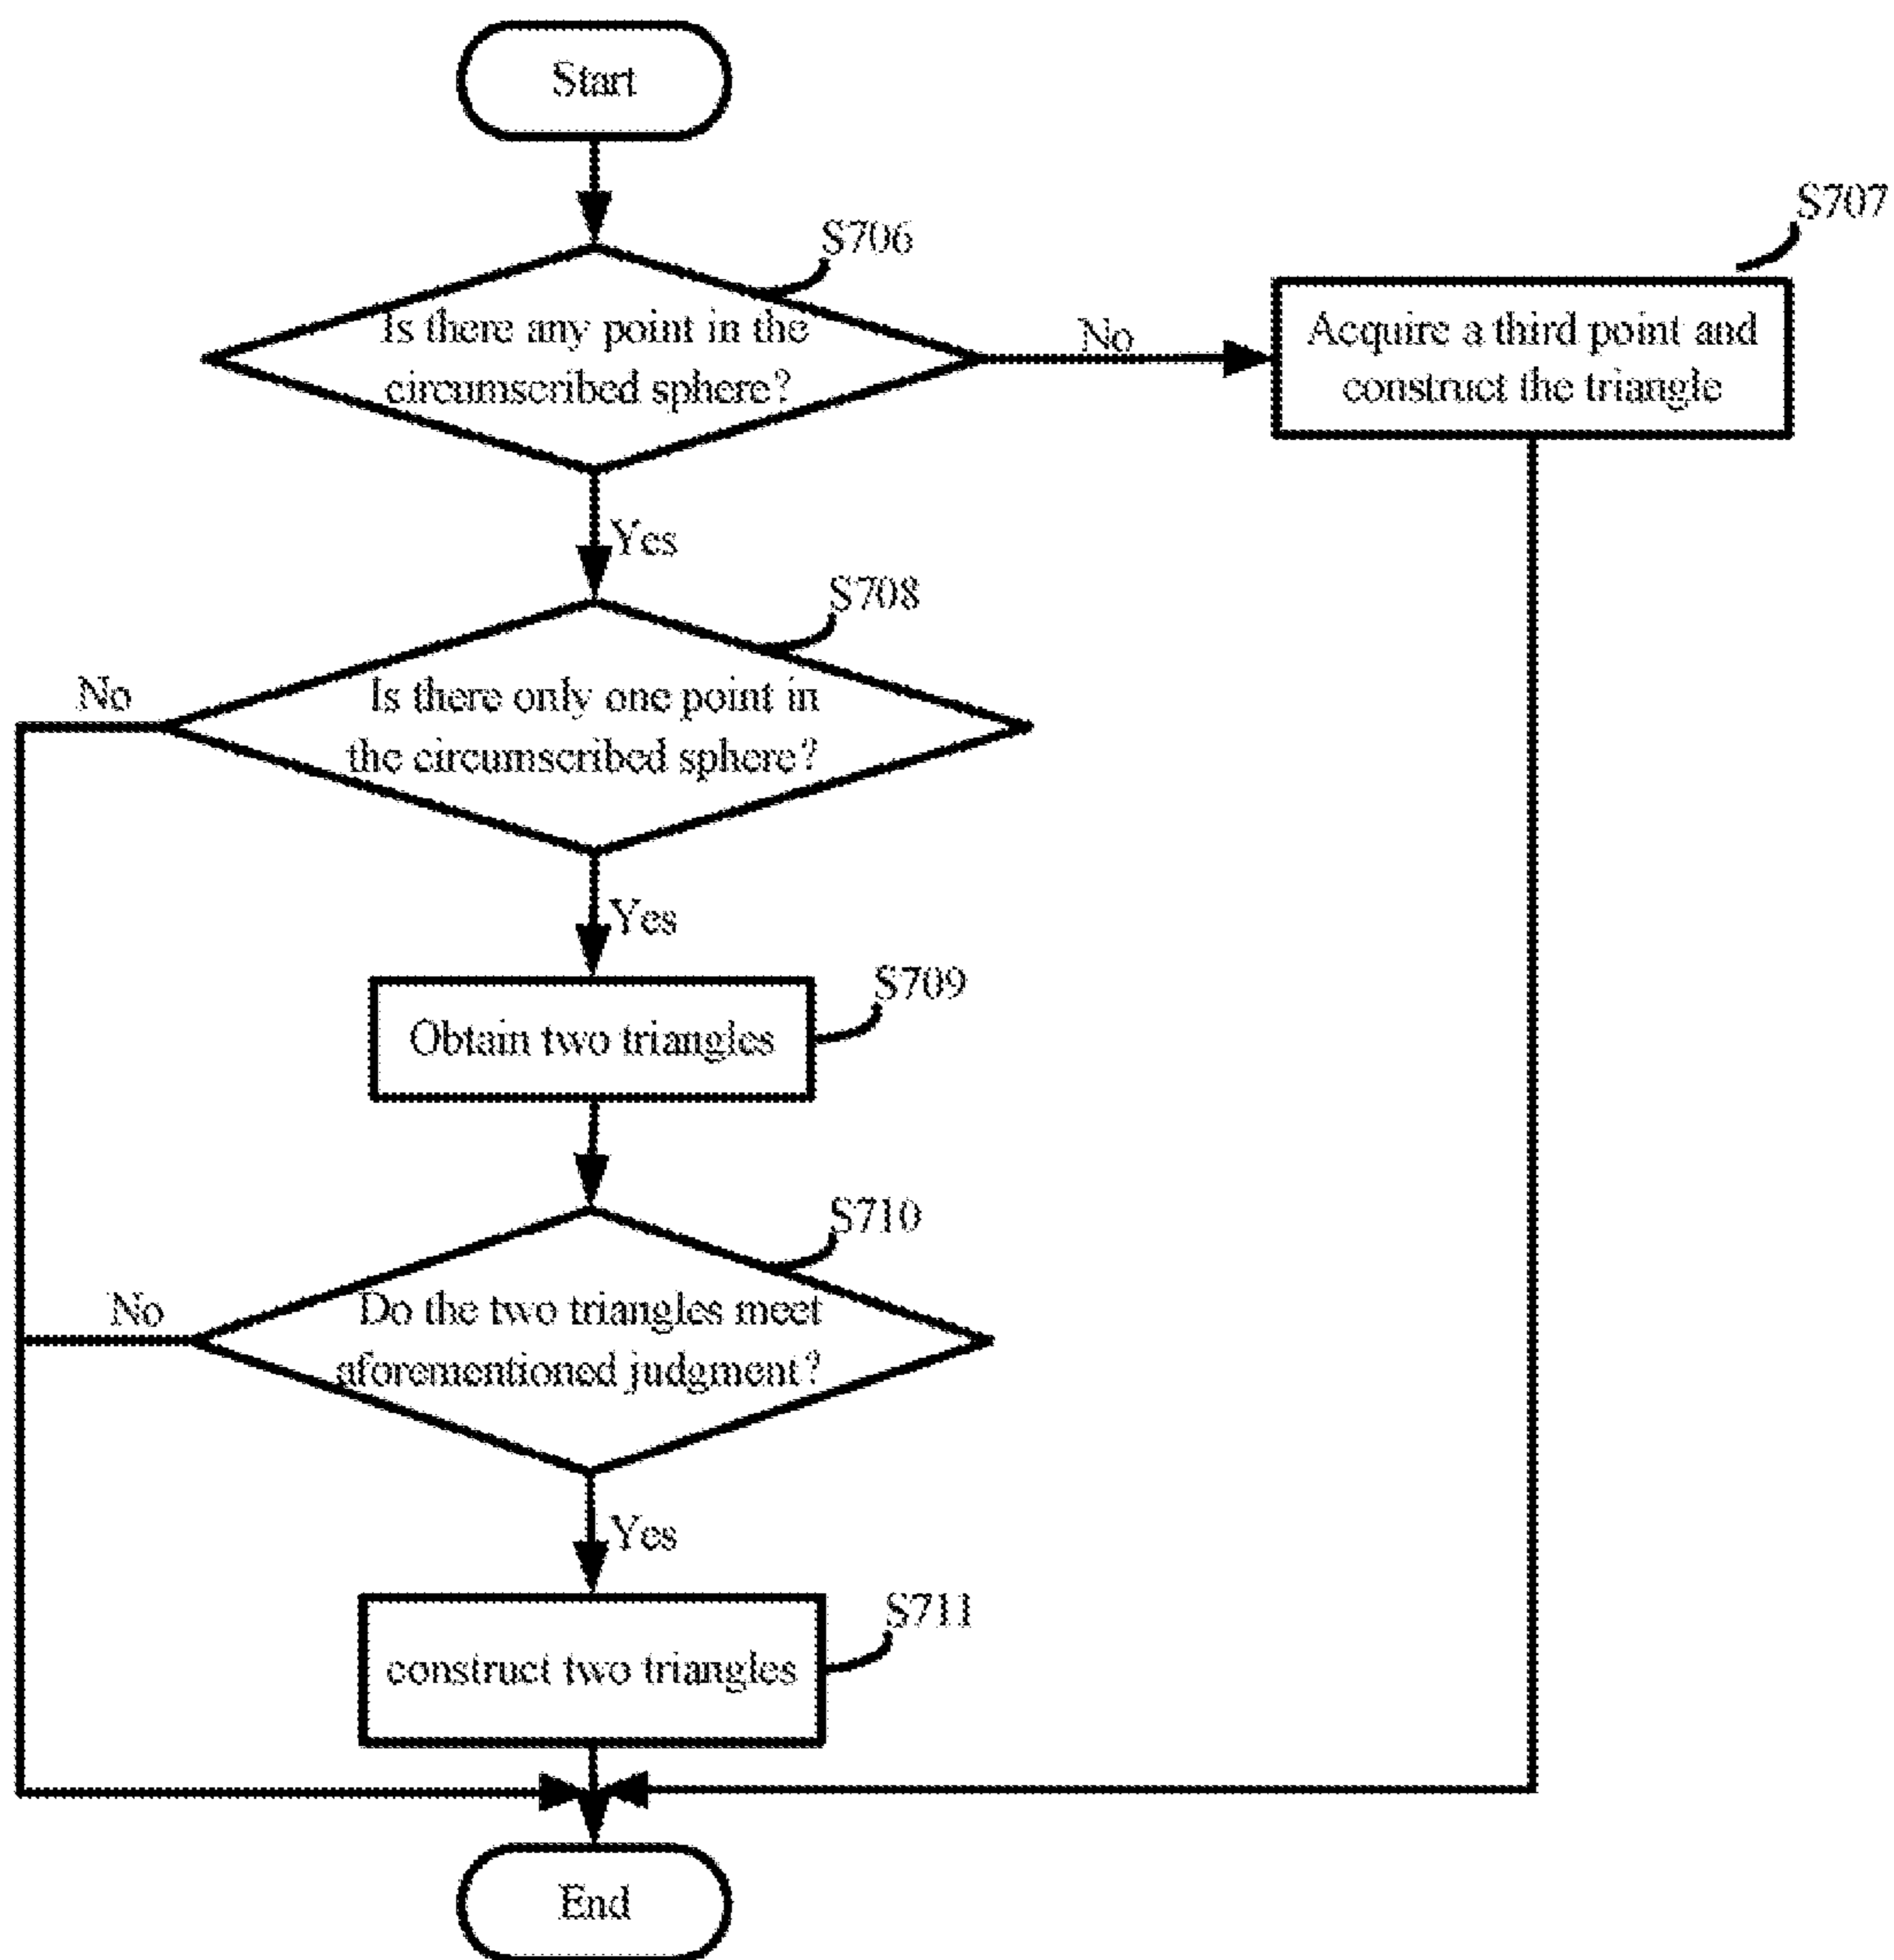 Start
S706
Is there any point in the
circumscribed sphere?
No
S707
Acquire a third point and
construct the triangle
Yes
S708
No
Is there only one point in
the circumscribed sphere?
Yes
S709
Obtain two triangles
S710
No
Do the two triangles meet
aforementioned judgment?
Yes
S711
construct two triangles
End